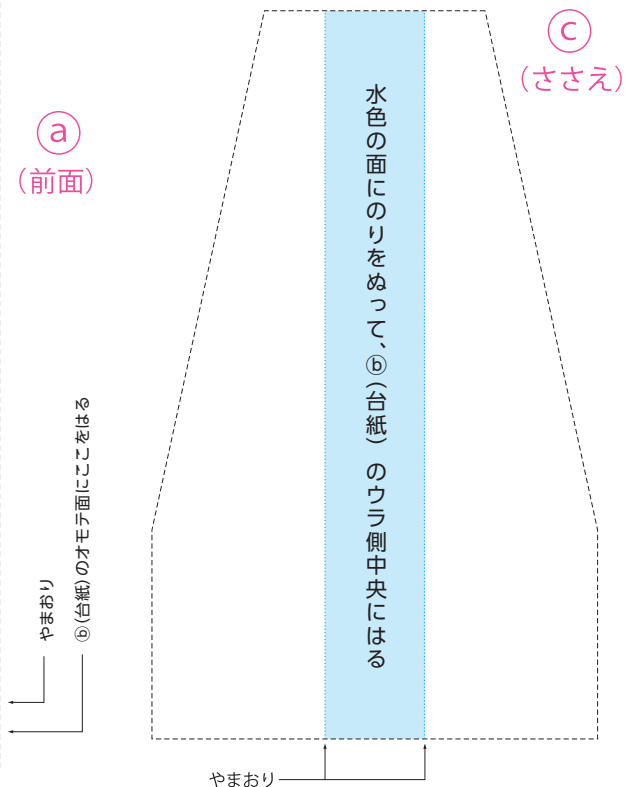 ⓒ
(ささえ)
ⓐ
(前面)
水色の面にのりをぬって、ⓑ(台紙)のウラ側中央にはる
やまおり
ⓑ(台紙)のオモテ面にここをはる
やまおり